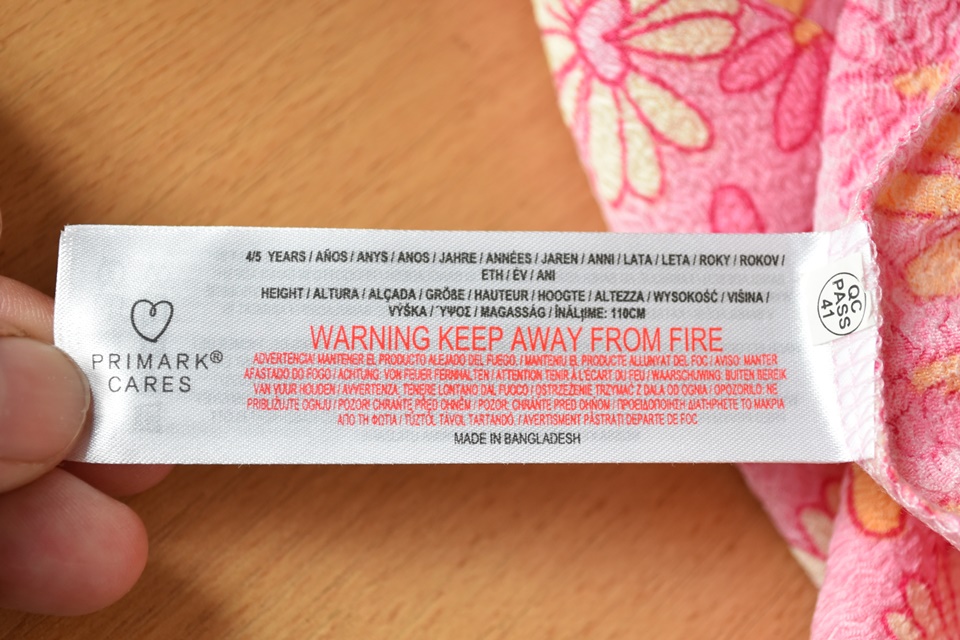 4/5 YEARS / AÑOS / ANYS / ANOS / JAHRE / ANNÉES / JAREN / ANNI / LATA / LETA / ROKY / ROKOV /
ETH / ÉV / ANI
HEIGHT / ALTURA / ALÇADA / GRÖßE / HAUTEUR / HOOGTE / ALTEZZA / WYSOKOŚĆ / VIŠINA /
VÝŠKA / ΎΨΟΣ / MAGASSÁG / ÎNĂLțIME: 110CM
WARNING KEEP AWAY FROM FIRE
ADVERTENCIA! MANTENER EL PRODUCTO ALEJADO DEL FUEGO. / MANTENIU EL PRODUCTE ALLUNYAT DEL FOC / AVISO: MANTER
AFASTADO DO FOGO / ACHTUNG: VON FEUER FERNHALTEN / ATTENTION TENIR À L'ÉCART DU FEU / WAARSCHUWING: BUITEN BEREIK
VAN VUUR HOUDEN / AVVERTENZA: TENERE LONTANO DAL FUOCO / OSTRZEŻENIE TRZYMAĆ Z DALA OD OGNIA / OPOZORILO: NE
PRIBLIŽUJTE OGNJU / POZOR! CHRAŇTE PŘED OHNĚM / POZOR: CHRÁŇTE PRED OHŇOM / ΠΡΟΕΙΔΟΠΟΙΗΣΗ ΔΙΑΤΗΡΗΣΤΕ ΤΟ ΜΑΚΡΙΑ
ΑΠΟ ΤΗ ΦΩΤΙΑ / TŰZTŐL TÁVOL TARTANDÓ. / AVERTISMENT PĂSTRAȚI DEPARTE DE FOC
MADE IN BANGLADESH
PRIMARK®
CARES
QC
PASS
41